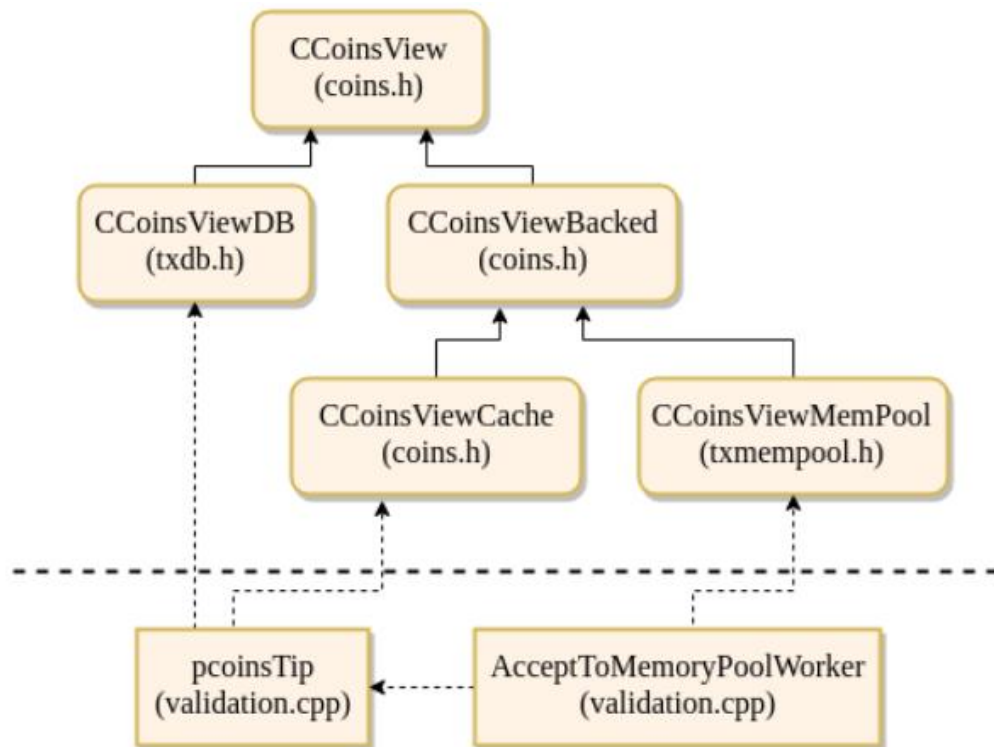 CCoinsView
(coins.h)
CCoinsViewDB
(txdb.h)
CCoinsViewBacked
(coins.h)
CCoinsViewCache
(coins.h)
CCoinsViewMemPool
(txmempool.h)
pcoinsTip
(validation.cpp)
AcceptToMemoryPoolWorker
(validation.cpp)